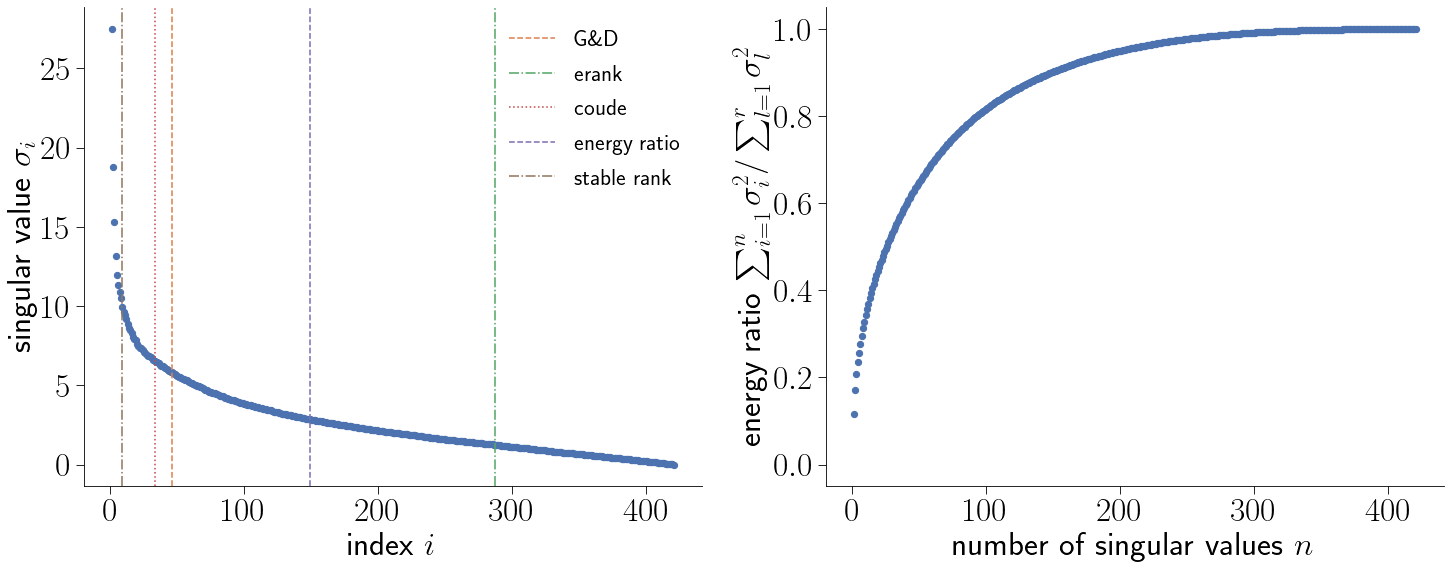 singular value σ_i
25
20
15
10
5
0
0 100 200 300 400
index i
G&D
erank
coude
energy ratio
stable rank
energy ratio ∑_{i=1}^{n} σ_i^2 / ∑_{l=1}^{r} σ_l^2
1.0
0.8
0.6
0.4
0.2
0.0
0 100 200 300 400
number of singular values n